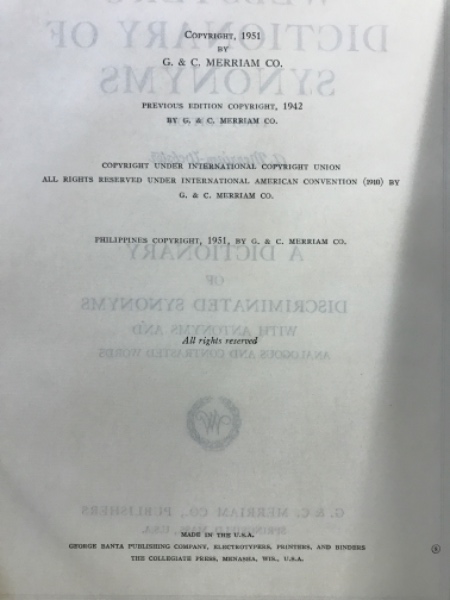 Copyright, 1951
BY
G. & C. MERRIAM CO.
PREVIOUS EDITION COPYRIGHT, 1942
BY G. & C. MERRIAM CO.
COPYRIGHT UNDER INTERNATIONAL COPYRIGHT UNION
ALL RIGHTS RESERVED UNDER INTERNATIONAL AMERICAN CONVENTION (1910) BY
G. & C. MERRIAM CO.
PHILIPPINES COPYRIGHT, 1951, BY G. & C. MERRIAM CO.
All rights reserved
MADE IN THE U.S.A.
GEORGE BANTA PUBLISHING COMPANY, ELECTROTYPERS, PRINTERS, AND BINDERS
THE COLLEGIATE PRESS, MENASHA, WIS., U.S.A.